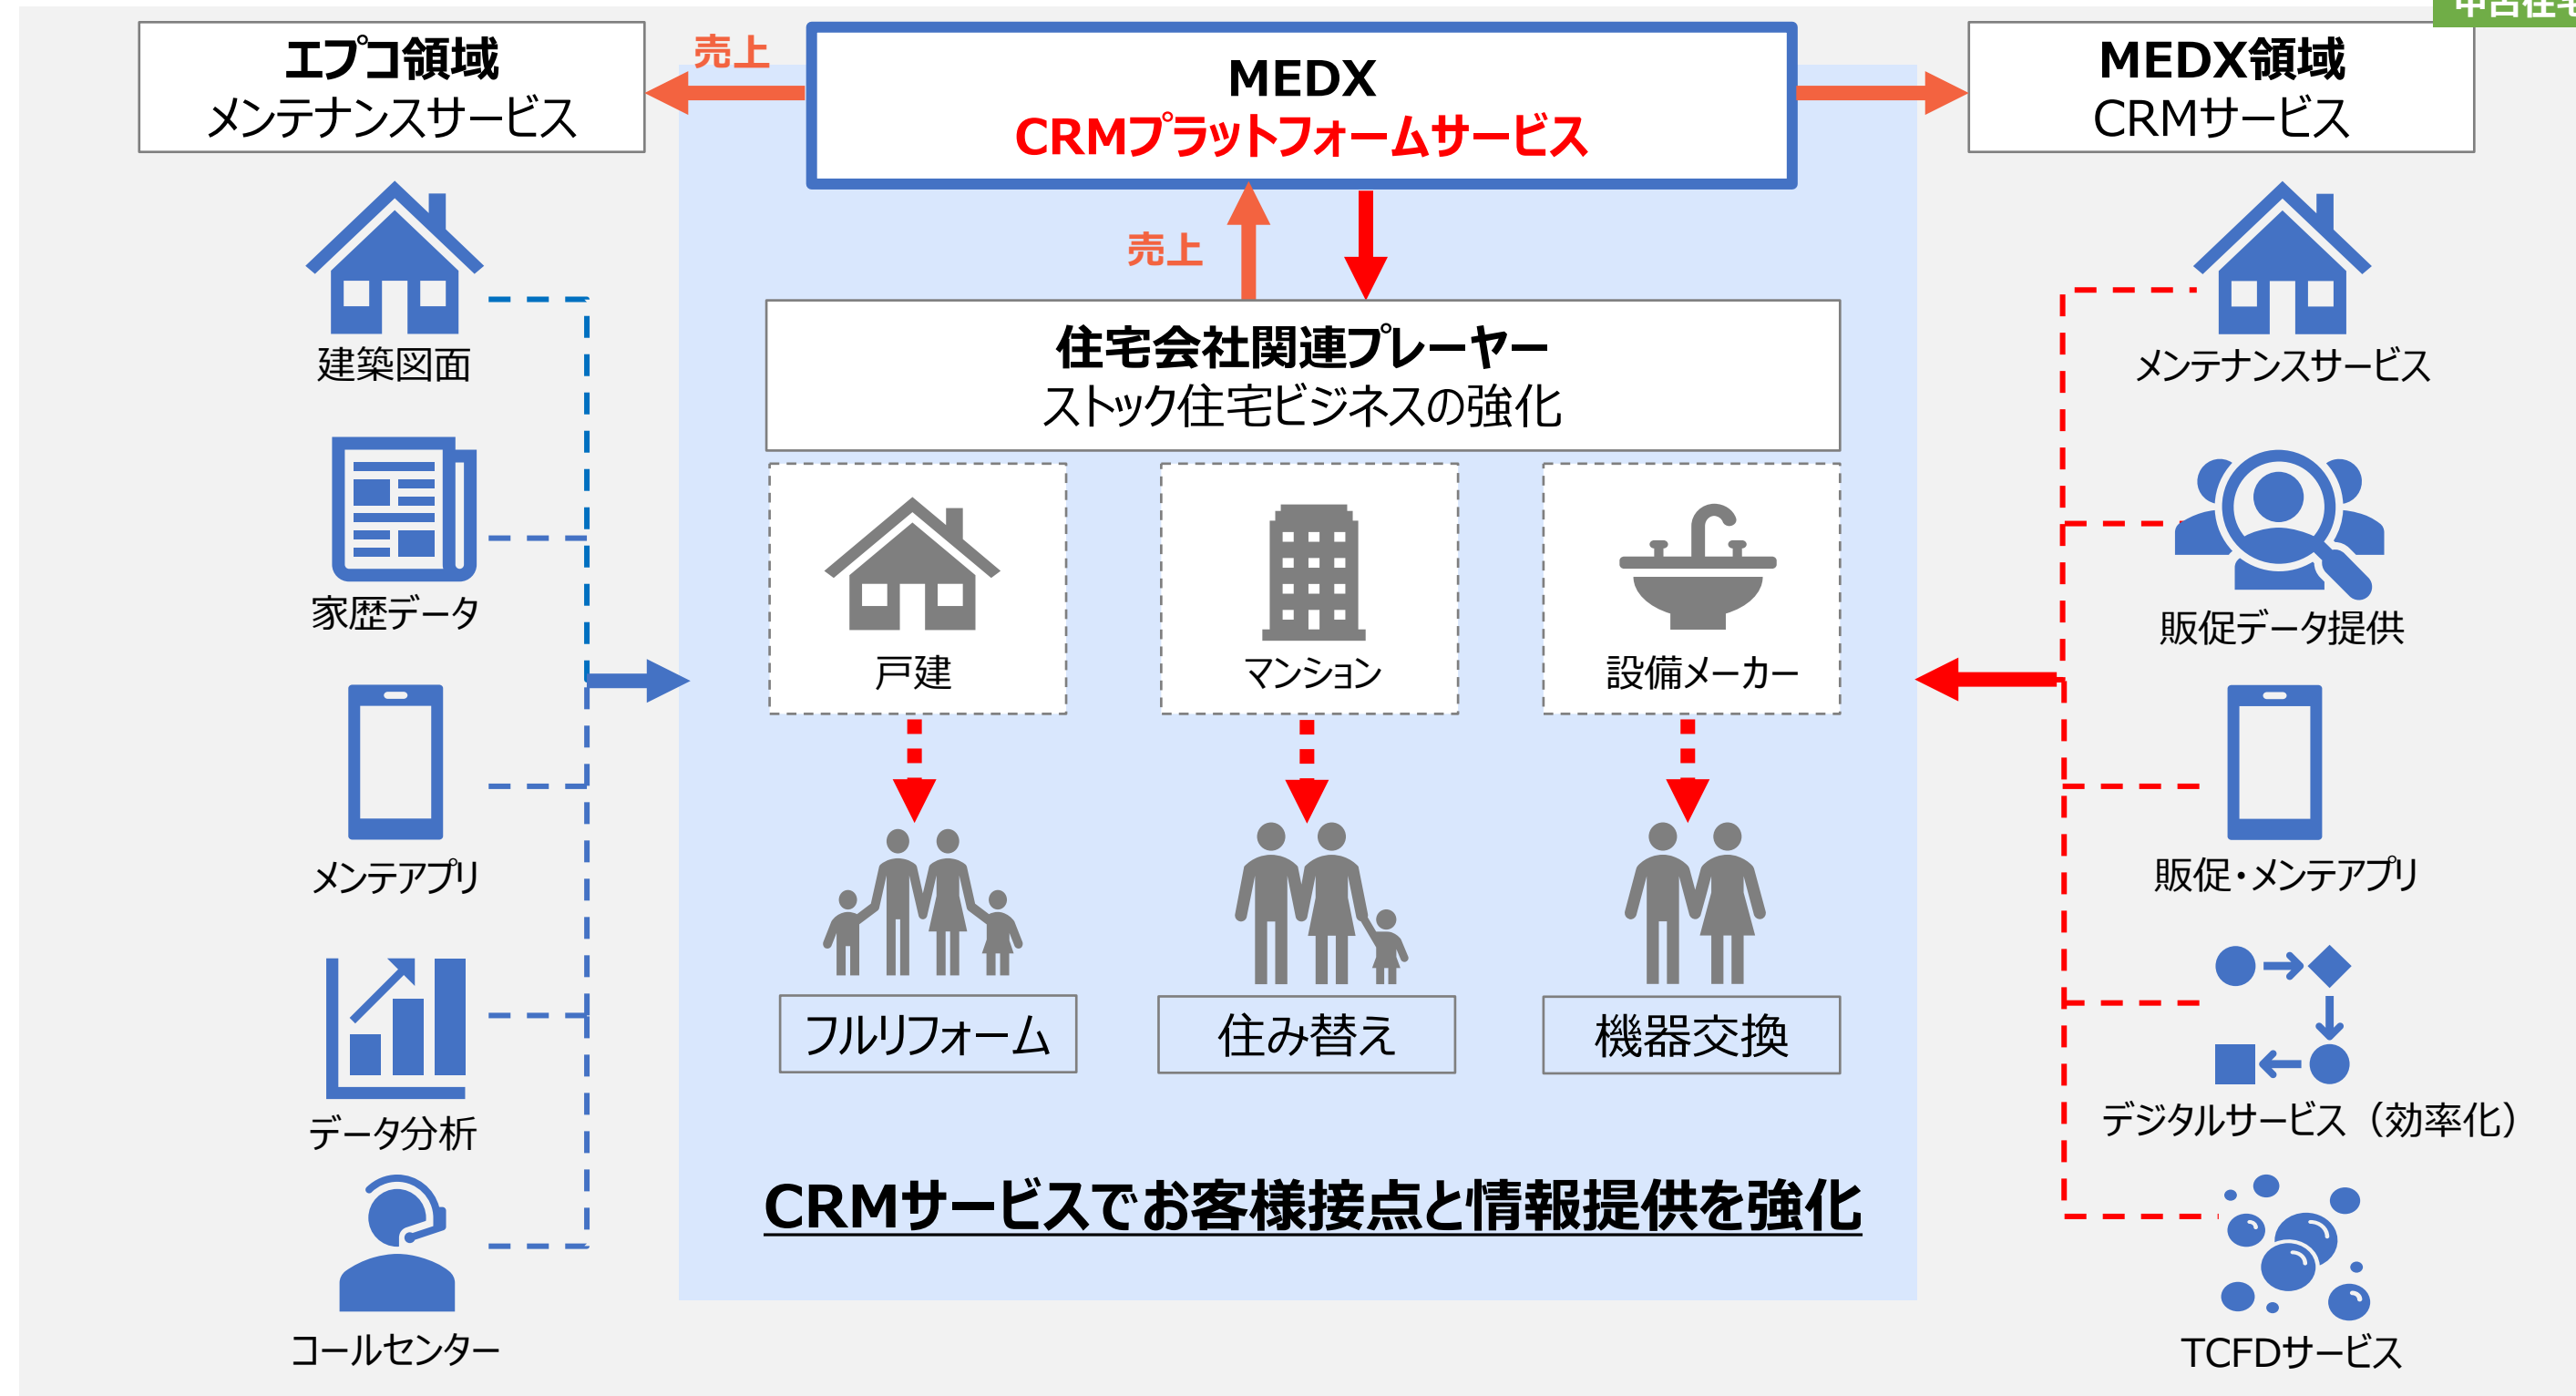 中古住宅
エプコ領域
メンテナンスサービス
売上
MEDX
CRMプラットフォームサービス
MEDX領域
CRMサービス
売上
住宅会社関連プレーヤー
ストック住宅ビジネスの強化
建築図面
家歴データ
メンテアプリ
データ分析
コールセンター
戸建
マンション
設備メーカー
フルリフォーム
住み替え
機器交換
CRMサービスでお客様接点と情報提供を強化
メンテナンスサービス
販促データ提供
販促・メンテアプリ
デジタルサービス（効率化）
TCFDサービス